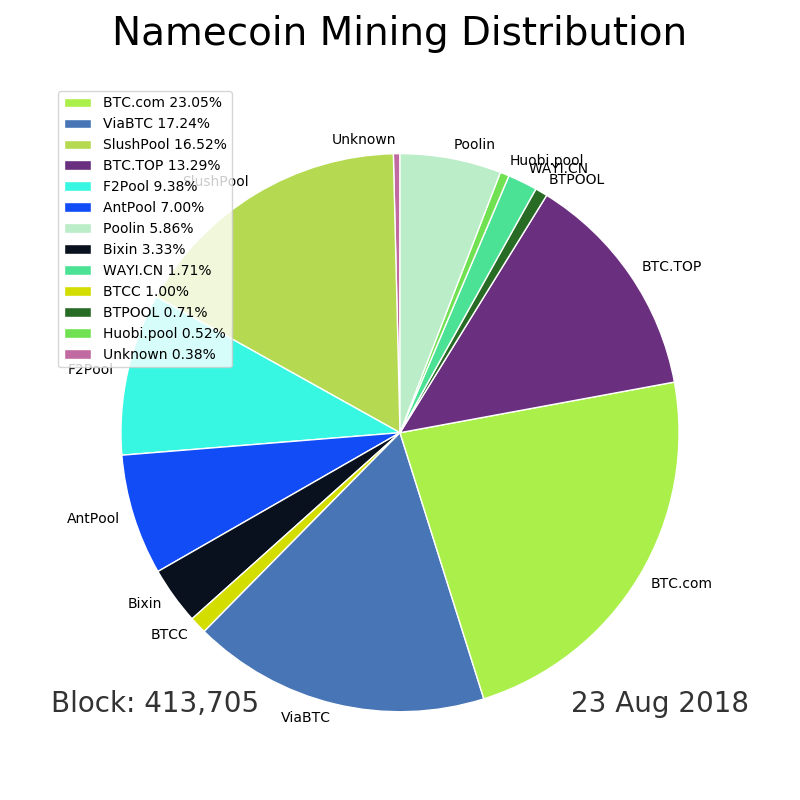 Namecoin Mining Distribution
BTC.com 23.05%
ViaBTC 17.24%
SlushPool 16.52%
BTC.TOP 13.29%
F2Pool 9.38%
AntPool 7.00%
Poolin 5.86%
Bixin 3.33%
WAYI.CN 1.71%
BTCC 1.00%
BTPOOL 0.71%
Huobi.pool 0.52%
Unknown 0.38%
Unknown
Poolin
Huobi.pool
WAYI.CN
BTPOOL
SlushPool
BTC.TOP
F2Pool
AntPool
BTC.com
Bixin
BTCC
ViaBTC
Block: 413,705
23 Aug 2018